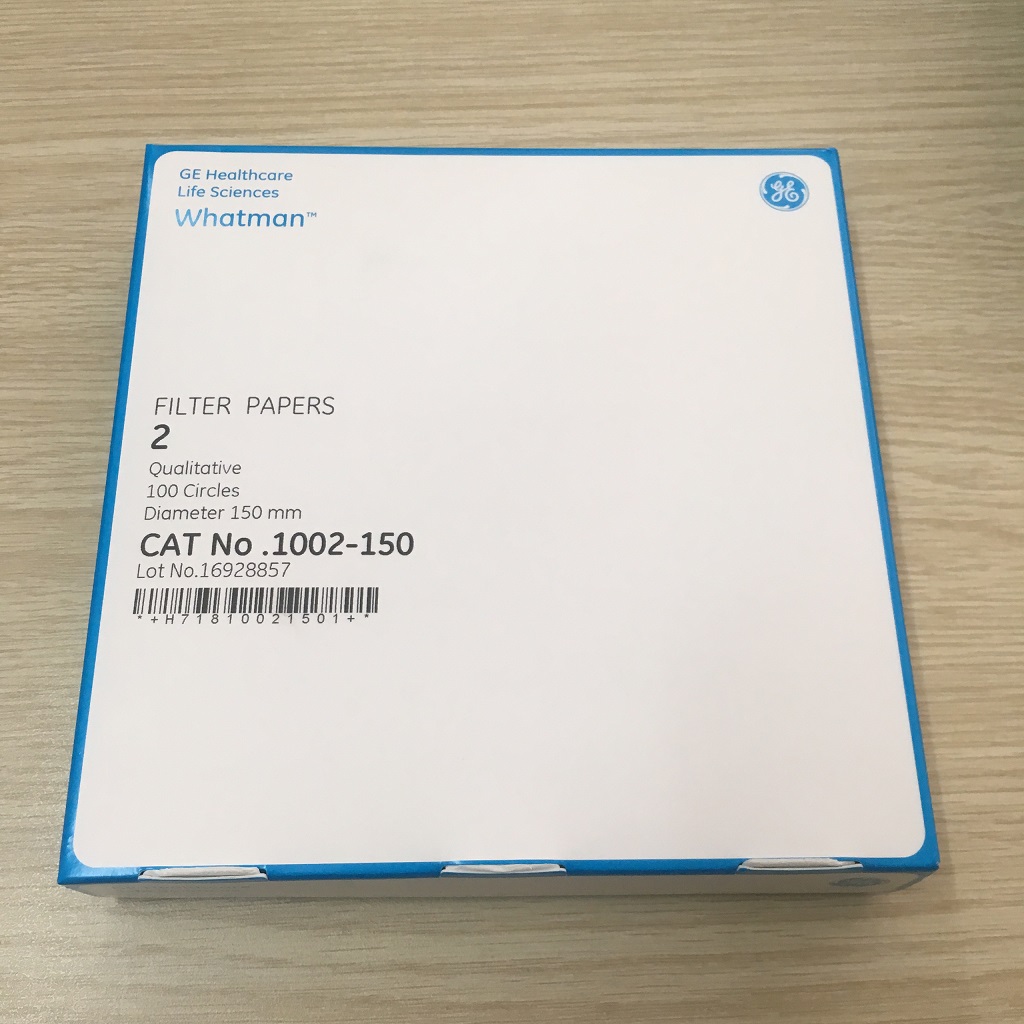 GE Healthcare
Life Sciences
Whatman™
GE
FILTER PAPERS
2
Qualitative
100 Circles
Diameter 150 mm
CAT No .1002-150
Lot No.16928857
*+H71810021501+*